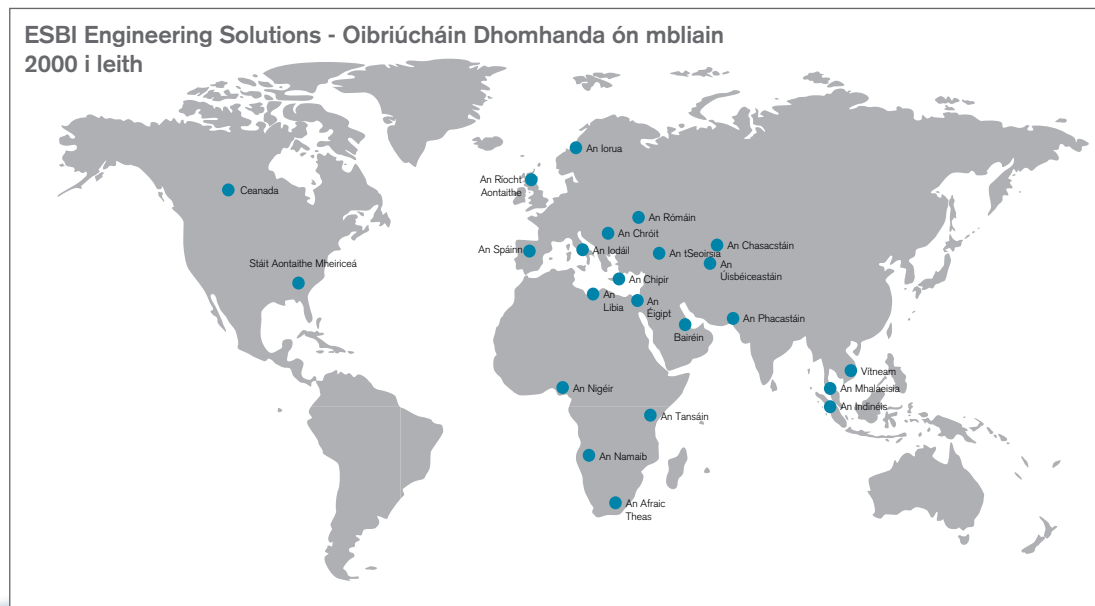 ESBI Engineering Solutions - Oibriúcháin Dhomhanda ón mbliain
2000 i leith
An Iorua
An Ríocht
Aontaithe
Ceanada
An Rómáin
An Chróit
An Spáinn
An Iodáil
An tSeoirsia
An Chasacstáin
An
Úisbéiceastáin
Stáit Aontaithe Mheiriceá
An Chipir
An
Libia
An
Éigipt
Bairéin
An Phacastáin
Vítneam
An Nigéir
An Mhalaeisia
An Indinéis
An Tansáin
An Namaib
An Afraic
Theas